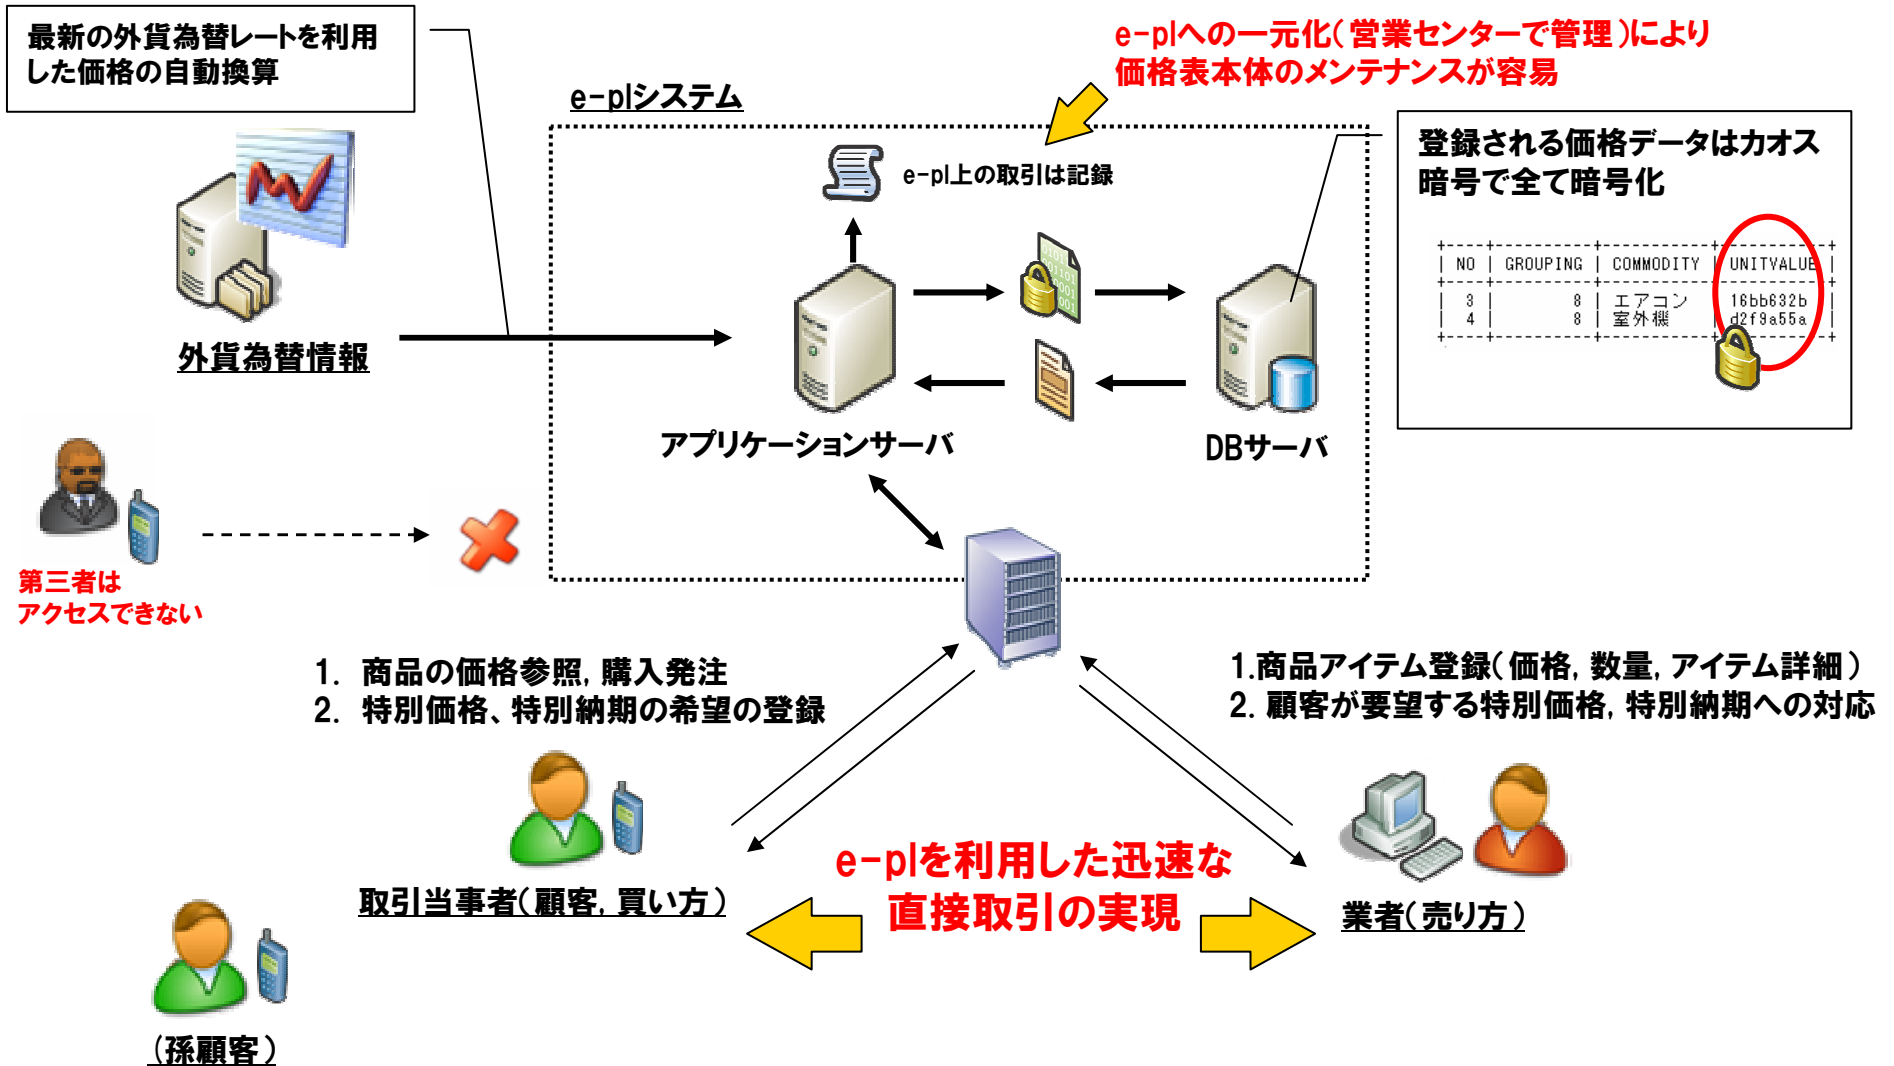 最新の外貨為替レートを利用
した価格の自動換算
e-plへの一元化(営業センターで管理)により
価格表本体のメンテナンスが容易
e-plシステム
e-pl上の取引は記録
登録される価格データはカオス
暗号で全て暗号化
NO | GROUPING | COMMODITY | UNITVALUE
3 | 8 | エアコン | 16bb632b
4 | 8 | 室外機 | d2f9a55a
外貨為替情報
アプリケーションサーバ
DBサーバ
第三者は
アクセスできない
1. 商品の価格参照, 購入発注
2. 特別価格、特別納期の希望の登録
1.商品アイテム登録(価格, 数量, アイテム詳細)
2. 顧客が要望する特別価格, 特別納期への対応
e-plを利用した迅速な
直接取引の実現
取引当事者(顧客, 買い方)
業者(売り方)
(孫顧客)